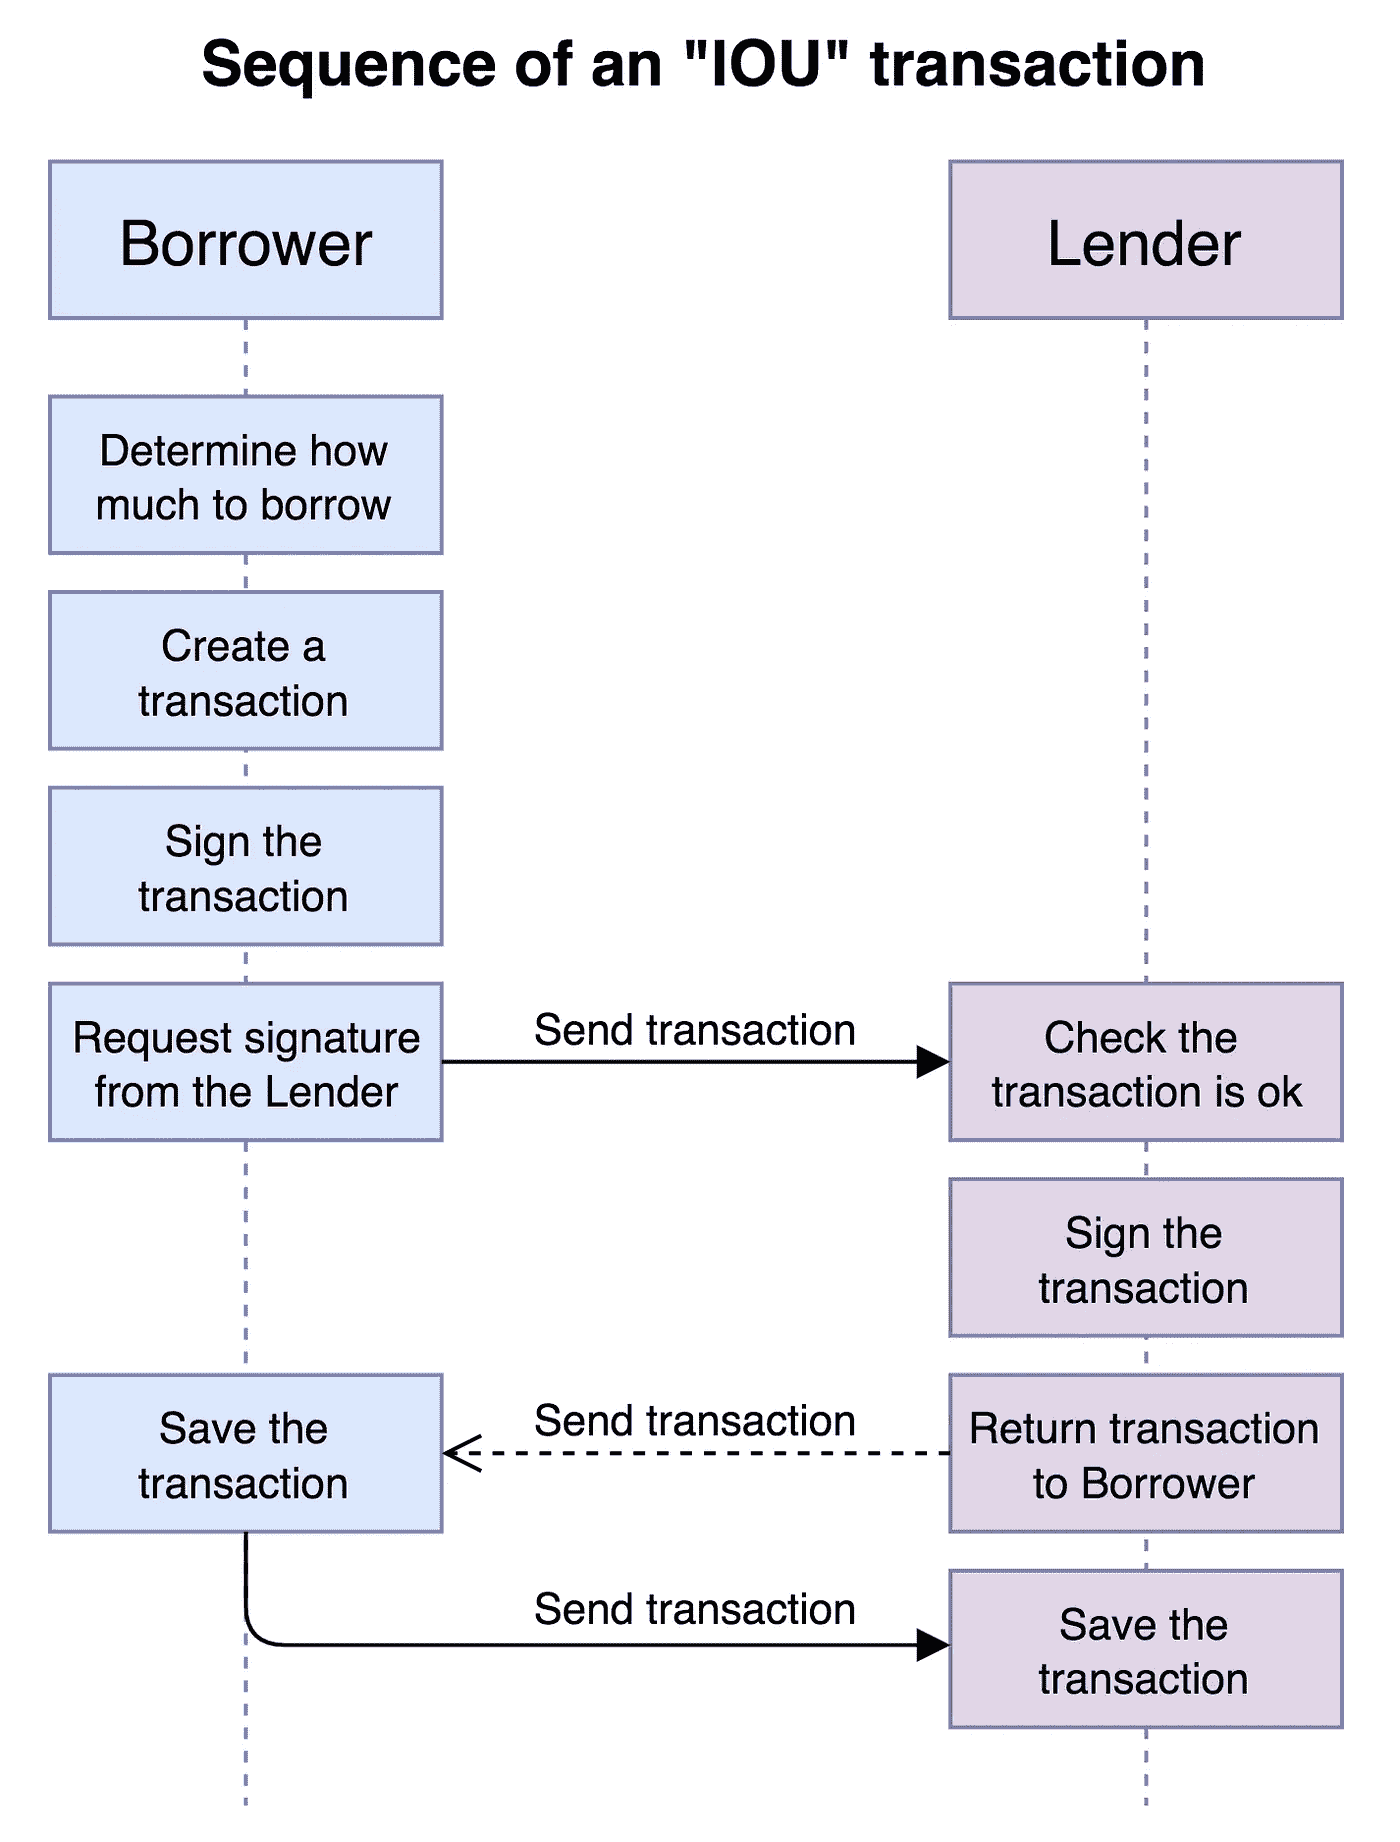 Sequence of an "IOU" transaction
Borrower
Lender
Determine how
much to borrow
Create a
transaction
Sign the
transaction
Request signature
from the Lender
Send transaction
Check the
transaction is ok
Sign the
transaction
Save the
transaction
Send transaction
Return transaction
to Borrower
Send transaction
Save the
transaction